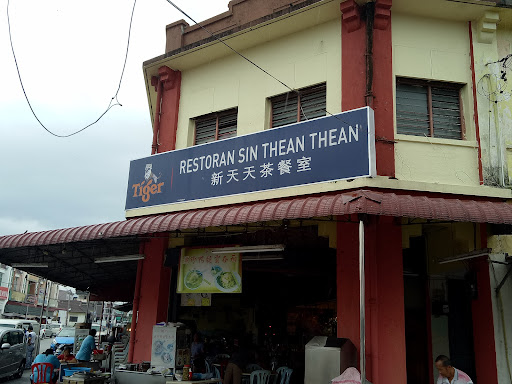 RESTORAN SIN THEAN THEAN
新天天茶餐室
Tiger